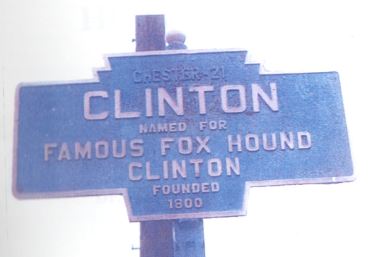 CHESTER-21
CLINTON
NAMED FOR
FAMOUS FOX HOUND
CLINTON
FOUNDED
1800